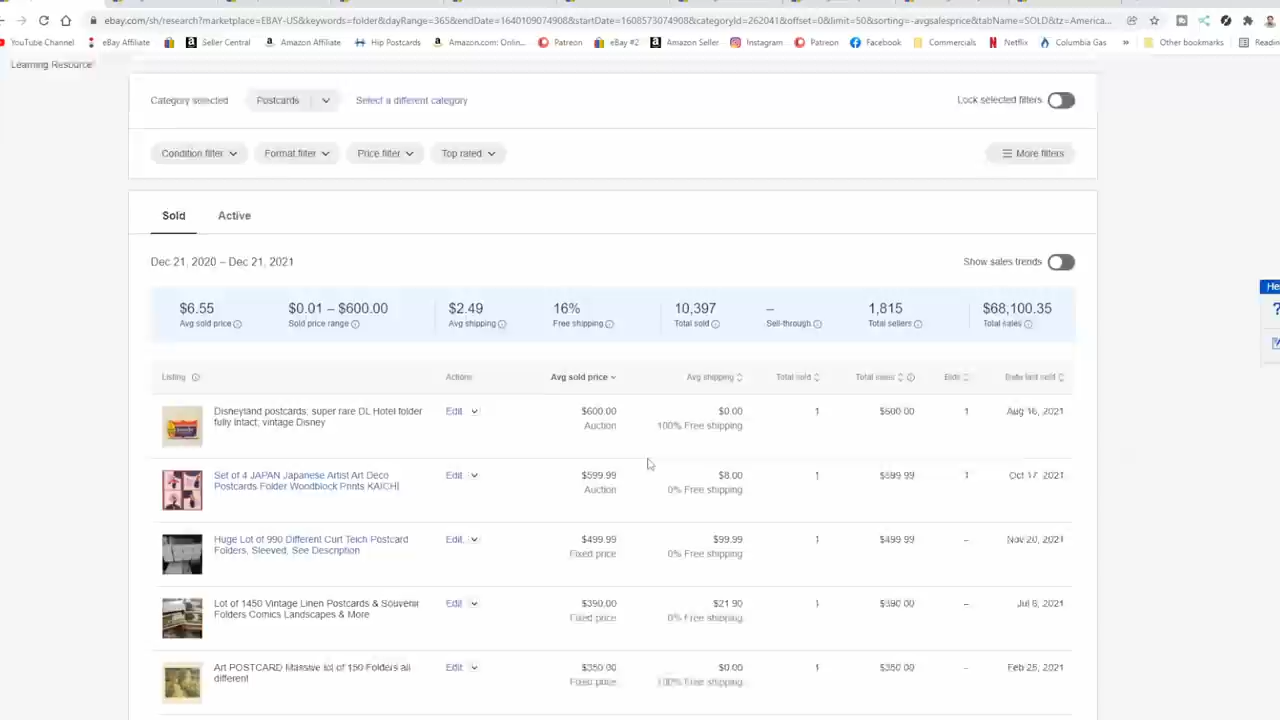 ebay.com/sh/research?marketplace=EBAY-US&keywords=folder&dayRange=365&endDate=1640109074908&startDate=1608573074908&categoryId=262041&offset=0&limit=50&sorting=-avgsalesprice&tabName=SOLD&tz=America...
YouTube Channel eBay Affiliate Seller Central Amazon Affiliate Hip Postcards Amazon.com: Onlin... Patreon eBay #2 Amazon Seller Instagram Patreon Facebook Commercials Netflix Columbia Gas » Other bookmarks
Learning Resource
Category selected Postcards Select a different category Lock selected filters
Condition filter Format filter Price filter Top rated More filters
Sold Active
Dec 21, 2020 – Dec 21, 2021 Show sales trends
$6.55 $0.01 – $600.00 $2.49 16% 10,397 – 1,815 $68,100.35
Avg sold price Sold price range Avg shipping Free shipping Total sold Sell-through Total sellers Total sales
Listing Actions Avg sold price Avg shipping Total sold Total sales Bids Date last sold
Disneyland postcards; super rare DL Hotel folder Edit $600.00 $0.00 1 $600.00 1 Aug 16, 2021
fully intact, vintage Disney Auction 100% Free shipping
Set of 4 JAPAN Japanese Artist Art Deco Edit $599.99 $8.00 1 $599.99 1 Oct 17, 2021
Postcards Folder Woodblock Prints KAICHI Auction 0% Free shipping
Huge Lot of 990 Different Curt Teich Postcard Edit $499.99 $99.99 1 $499.99 – Nov 20, 2021
Folders, Sleeved, See Description Fixed price 0% Free shipping
Lot of 1450 Vintage Linen Postcards & Souvenir Edit $390.00 $21.90 1 $390.00 – Jul 6, 2021
Folders Comics Landscapes & More Fixed price 0% Free shipping
Art POSTCARD Massive lot of 150 Folders all Edit $350.00 $0.00 1 $350.00 – Feb 25, 2021
different Fixed price 100% Free shipping